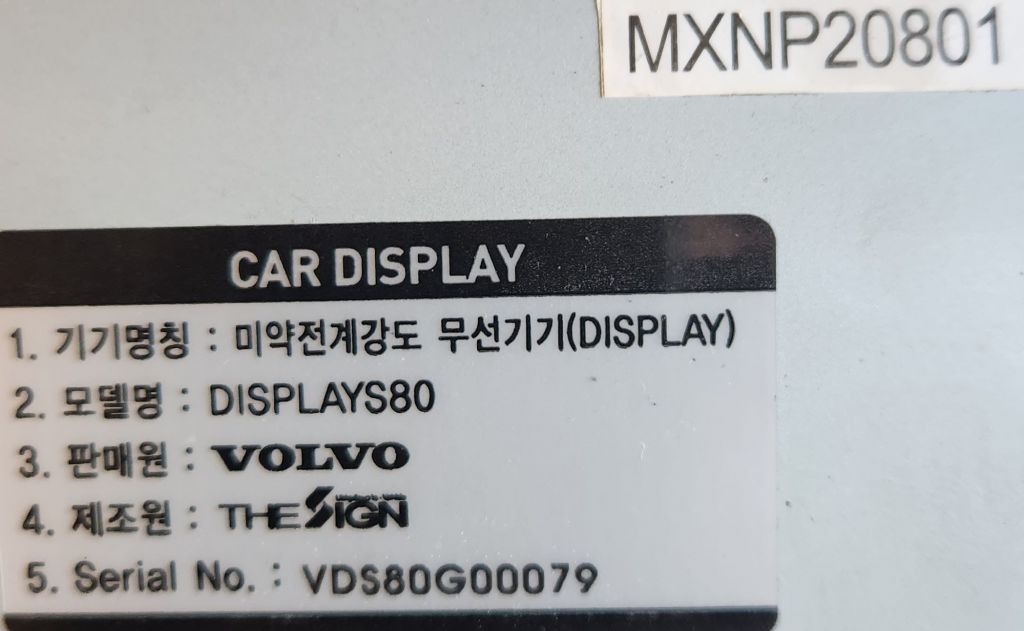 MXNP20801
CAR DISPLAY
1. 기기명칭 : 미약전계강도 무선기기(DISPLAY)
2. 모델명 : DISPLAYS80
3. 판매원 : VOLVO
4. 제조원 : THESIGN
5. Serial No. : VDS80G00079